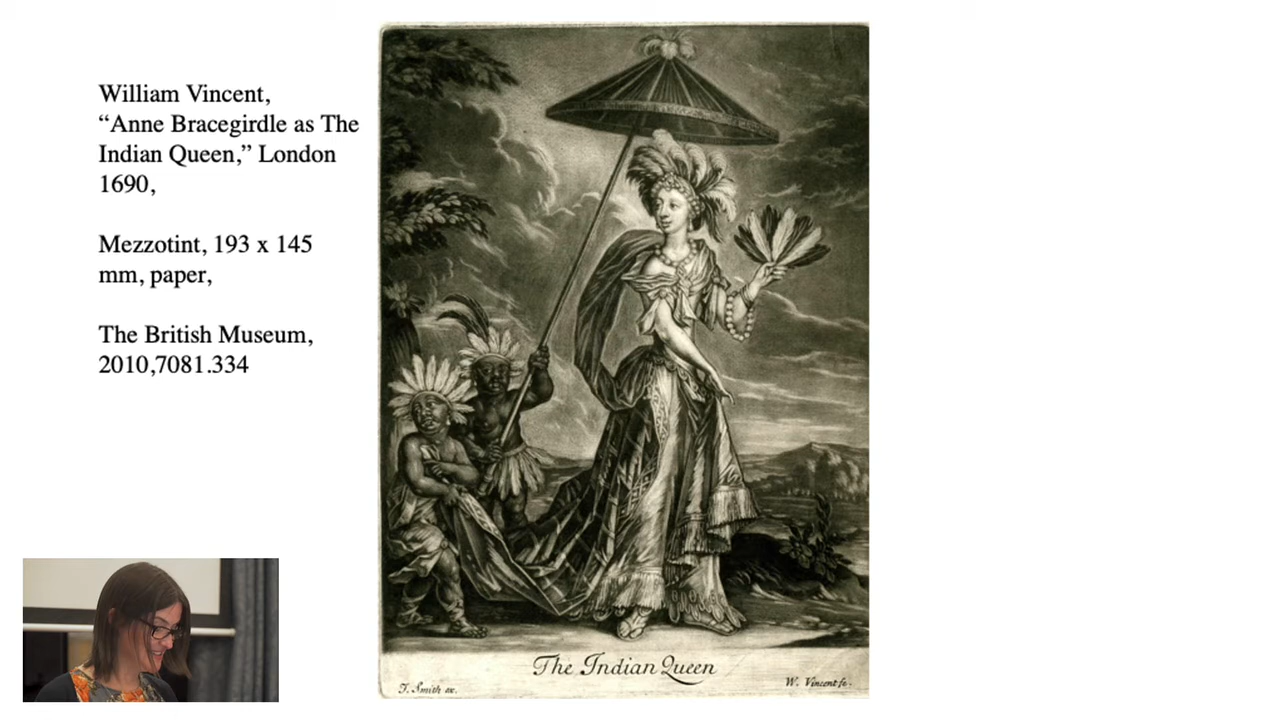 William Vincent,
“Anne Bracegirdle as The
Indian Queen,” London
1690,
Mezzotint, 193 x 145
mm, paper,
The British Museum,
2010,7081.334
The Indian Queen
J. Smith ex.
W. Vincent fe.